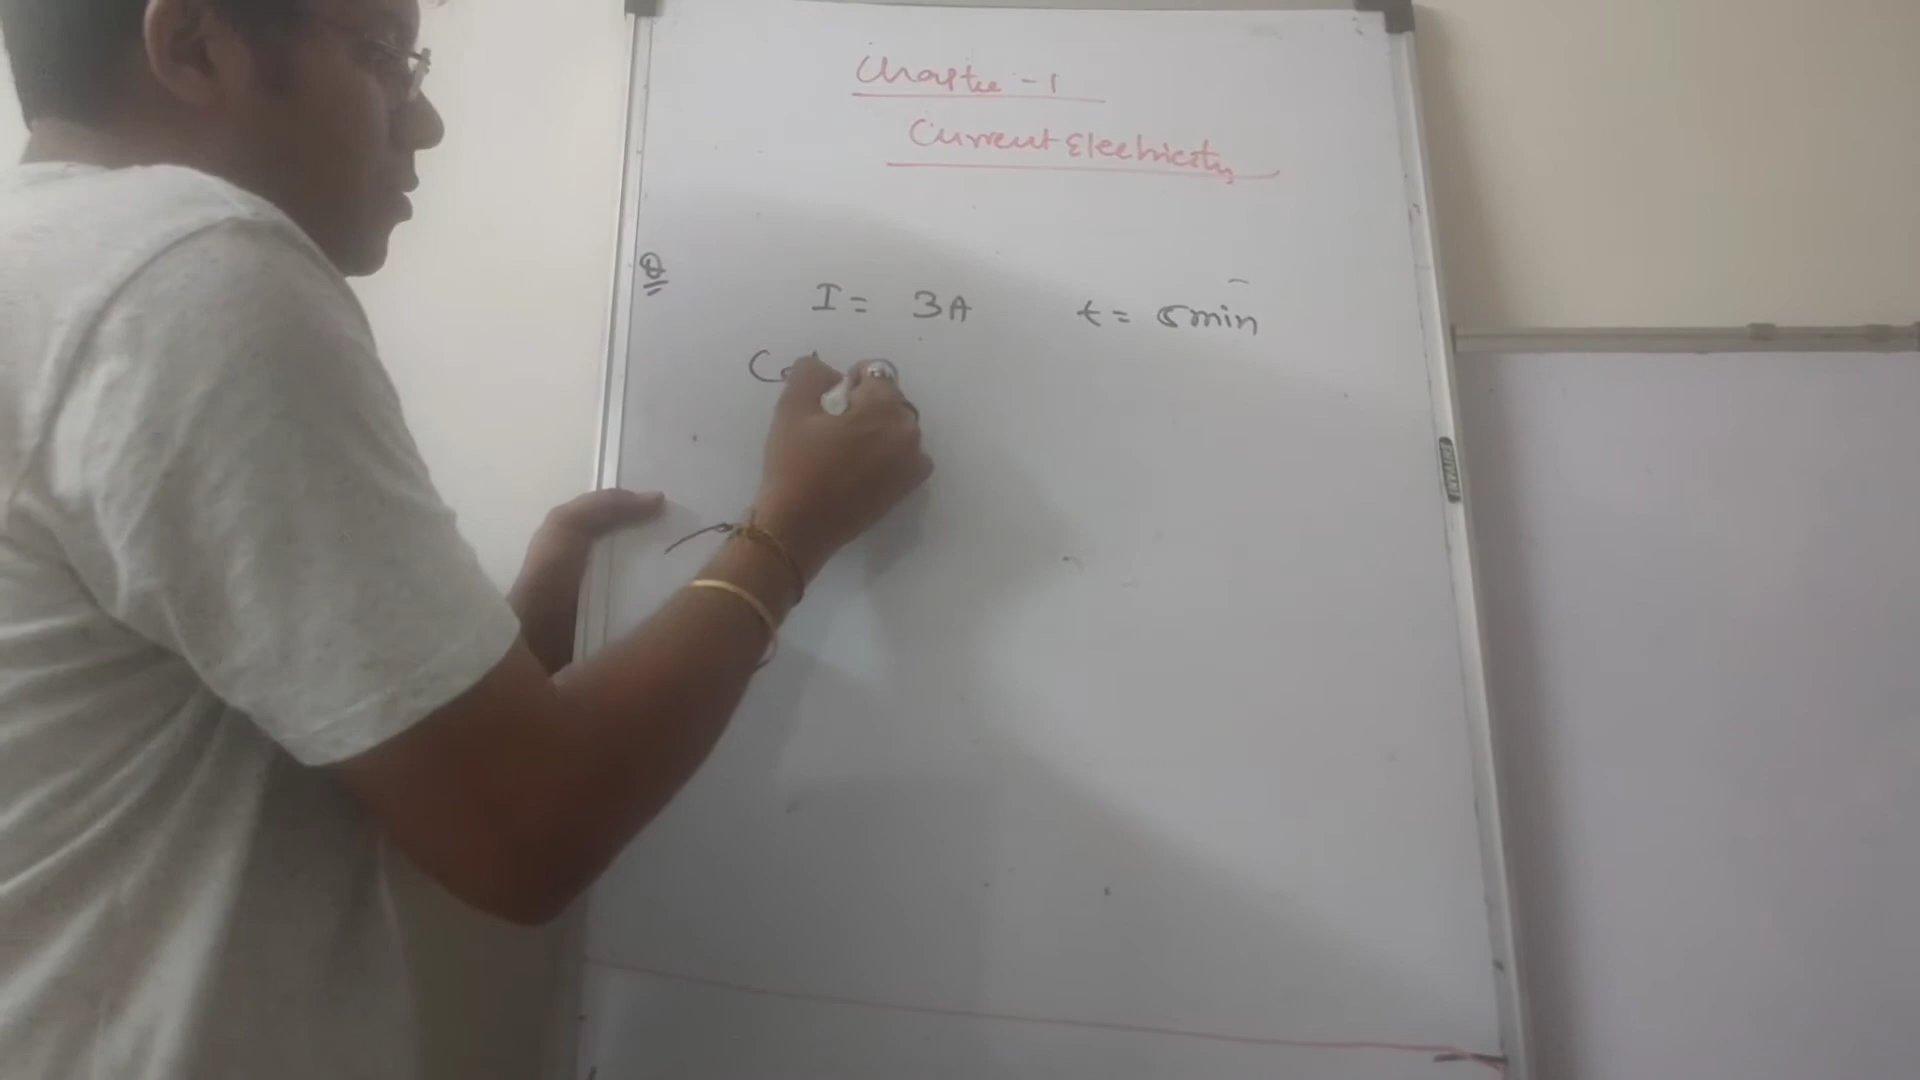 Chapter - 1
Current Electricity
Q
I = 3A t = 5min